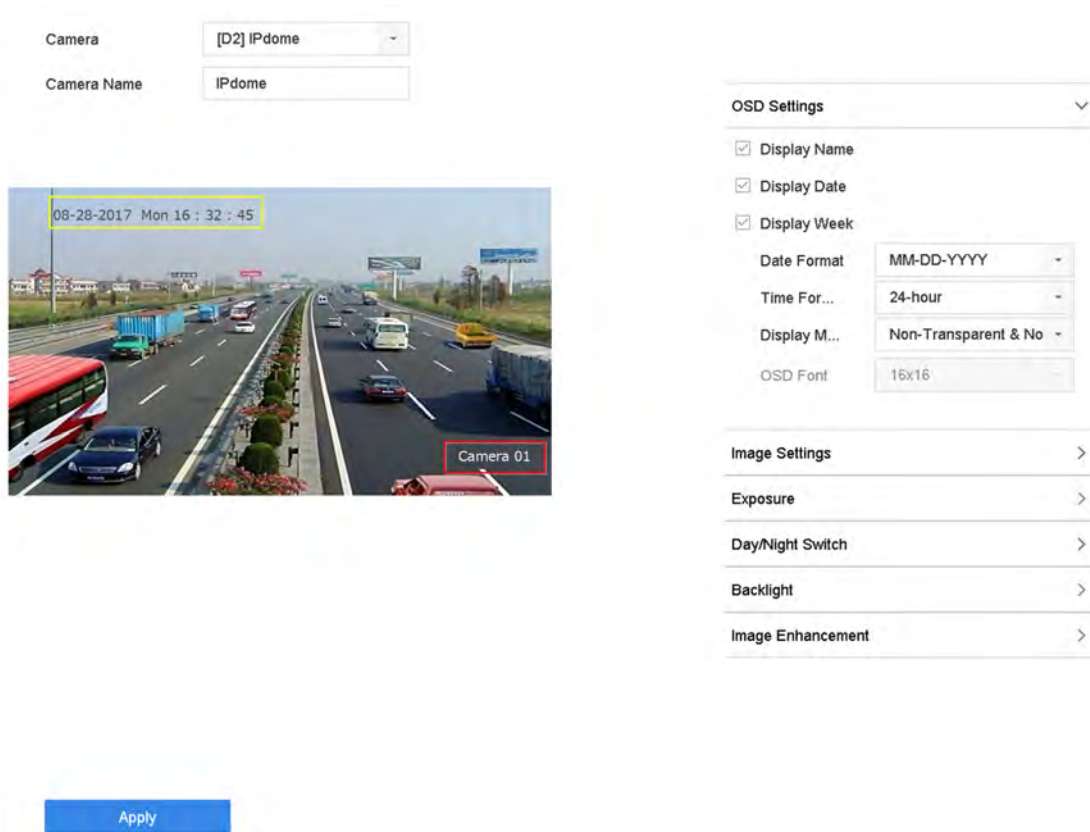 Camera
[D2] IPdome
Camera Name
IPdome
08-28-2017 Mon 16 : 32 : 45
Camera 01
Apply
OSD Settings
Display Name
Display Date
Display Week
Date Format
MM-DD-YYYY
Time For...
24-hour
Display M...
Non-Transparent & No
OSD Font
16x16
Image Settings
Exposure
Day/Night Switch
Backlight
Image Enhancement